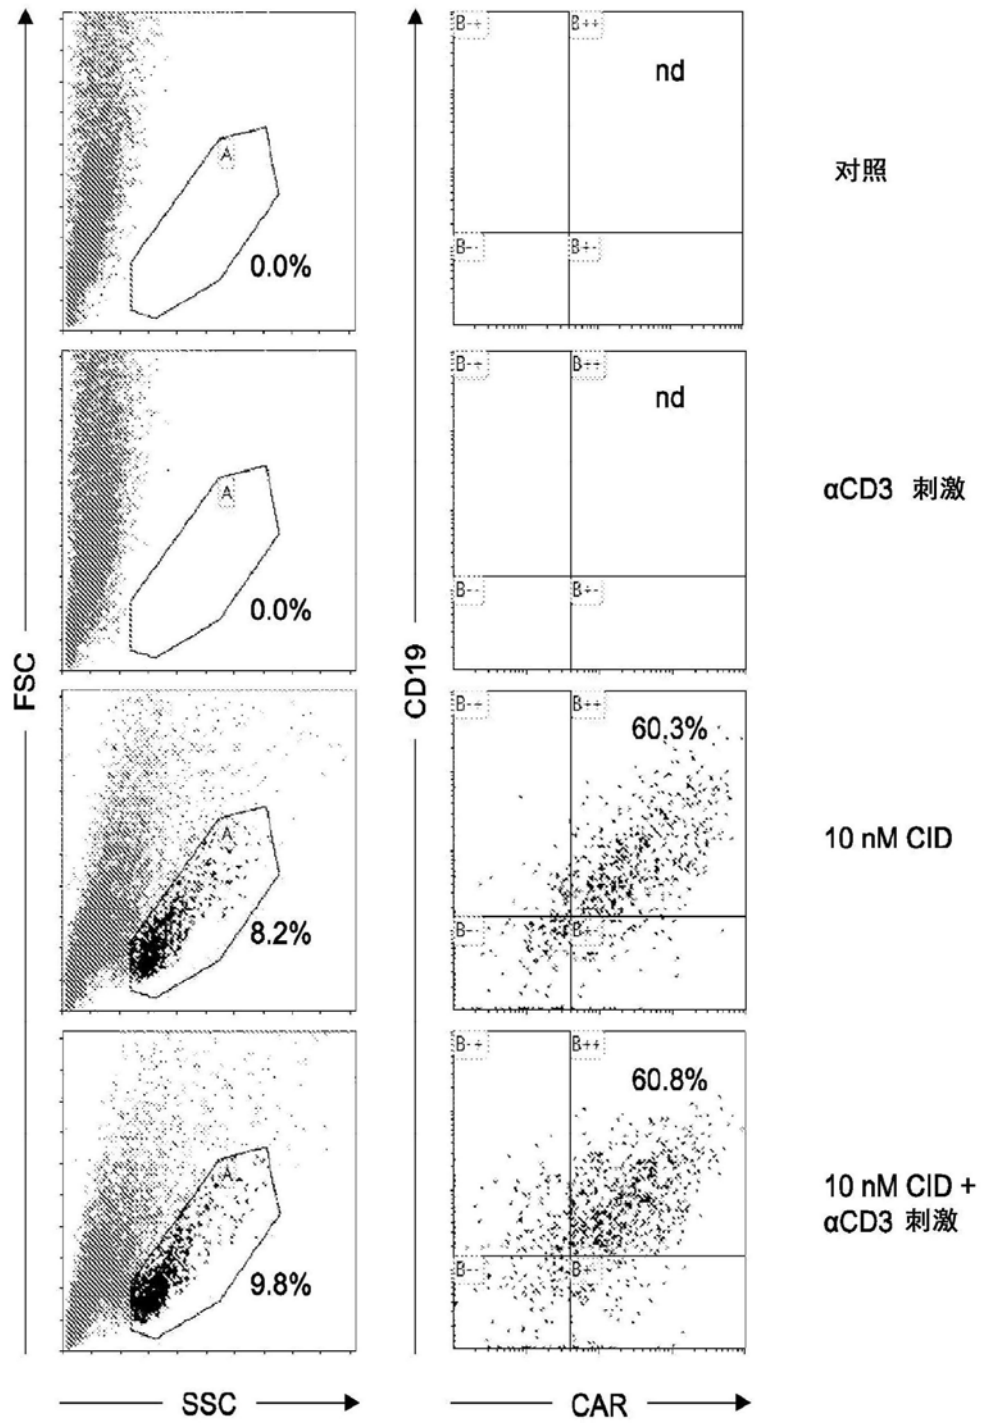 B-+
B++
nd
A
0.0%
B--
B+-
对照
B-+
B++
nd
A
0.0%
B--
B+-
αCD3 刺激
FSC
CD19
B-+
B++
60.3%
A
8.2%
B--
B+-
10 nM CID
B-+
B++
60.8%
A
9.8%
B--
B+-
10 nM CID +
αCD3 刺激
SSC
CAR